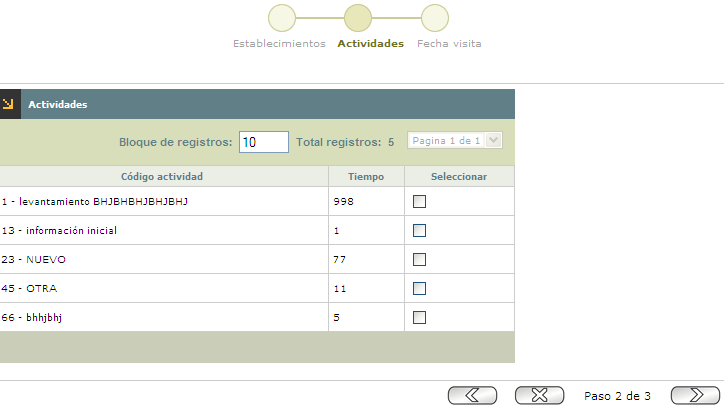 Establecimientos Actividades Fecha visita
Actividades
Bloque de registros: 10 Total registros: 5 Pagina 1 de 1
Código actividad Tiempo Seleccionar
1 - levantamiento BHJBHBHJBHJBHJ 998
13 - información inicial 1
23 - NUEVO 77
45 - OTRA 11
66 - bhhjbhj 5
Paso 2 de 3